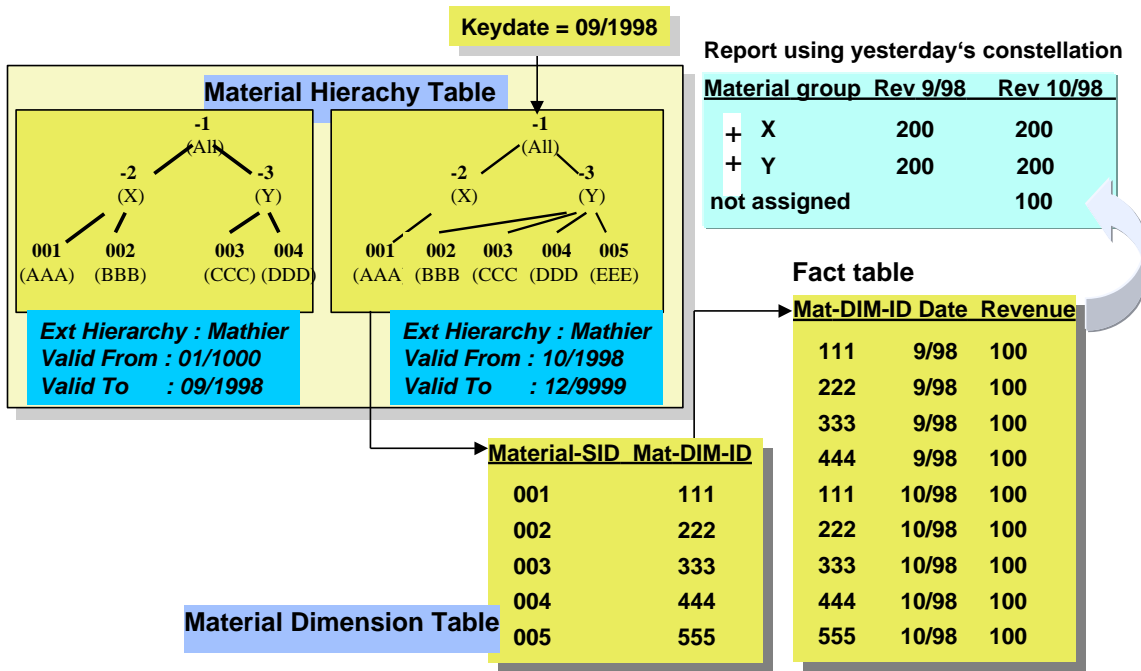 Keydate = 09/1998
Report using yesterday‘s constellation
Material group Rev 9/98 Rev 10/98
+ X 200 200
+ Y 200 200
not assigned 100
Material Hierachy Table
-1
(All)
-2 -3
(X) (Y)
001 002 003 004
(AAA) (BBB) (CCC) (DDD)
Ext Hierarchy : Mathier
Valid From : 01/1000
Valid To : 09/1998
-1
(All)
-2 -3
(X) (Y)
001 002 003 004 005
(AAA (BBB (CCC (DDD (EEE)
Ext Hierarchy : Mathier
Valid From : 10/1998
Valid To : 12/9999
Fact table
Mat-DIM-ID Date Revenue
111 9/98 100
222 9/98 100
333 9/98 100
444 9/98 100
111 10/98 100
222 10/98 100
333 10/98 100
444 10/98 100
555 10/98 100
Material-SID Mat-DIM-ID
001 111
002 222
003 333
004 444
005 555
Material Dimension Table